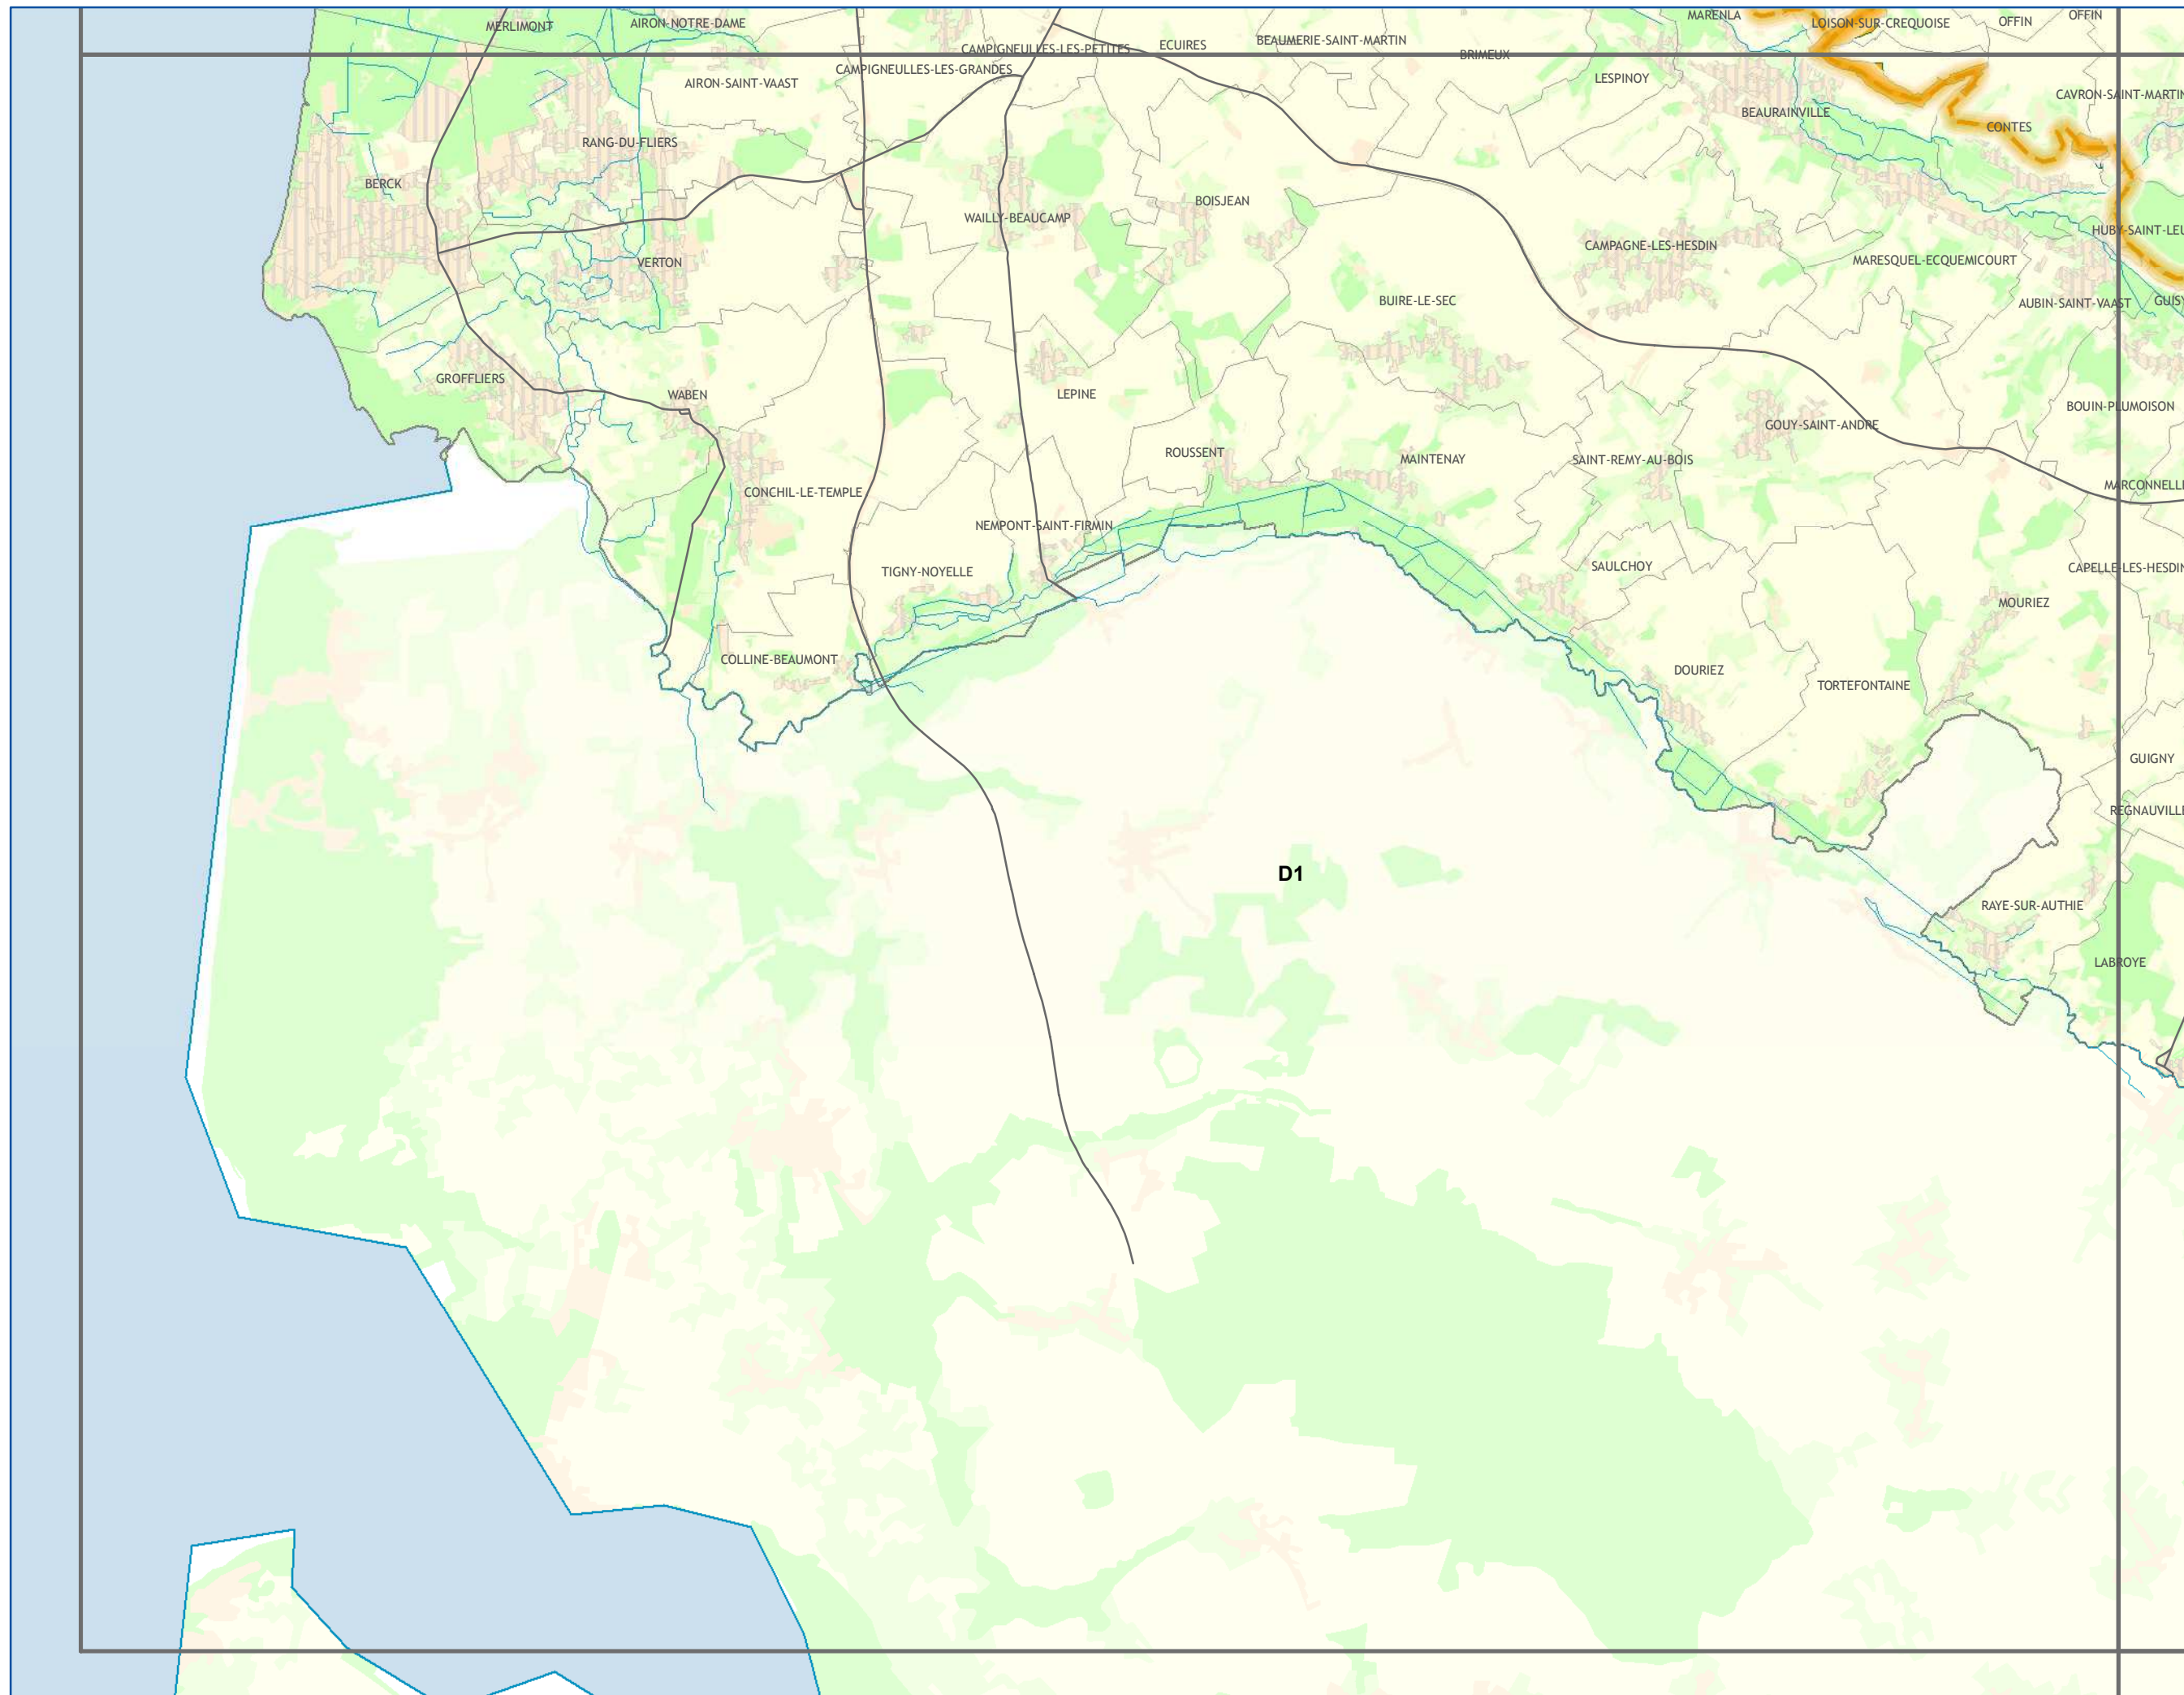 MARENLA
LOISON-SUR-CREQUOISE
OFFIN
OFFIN
MERLIMONT
AIRON-NOTRE-DAME
CAMPIGNEULLES-LES-PETITES
ECUIRES
BEAUMERIE-SAINT-MARTIN
BRIMEUX
CAMPIGNEULLES-LES-GRANDES
AIRON-SAINT-VAAST
LESPINOY
CAVRON-SAINT-MARTIN
BEAURAINVILLE
CONTES
RANG-DU-FLIERS
BERCK
BOISJEAN
WAILLY-BEAUCAMP
HUBY-SAINT-LEU
CAMPAGNE-LES-HESDIN
MARESQUEL-ECQUEMICOURT
VERTON
BUIRE-LE-SEC
AUBIN-SAINT-VAAST
GUISY
GROFFLIERS
WABEN
LEPINE
BOUIN-PLUMOISON
GOUY-SAINT-ANDRE
ROUSSENT
MAINTENAY
SAINT-REMY-AU-BOIS
MARCONNELL
CONCHIL-LE-TEMPLE
NEMPONT-SAINT-FIRMIN
TIGNY-NOYELLE
SAULCHOY
CAPELLE-LES-HESDIN
MOURIEZ
COLLINE-BEAUMONT
DOURIEZ
TORTEFONTAINE
GUIGNY
REGNAUVILLE
D1
RAYE-SUR-AUTHIE
LABROYE